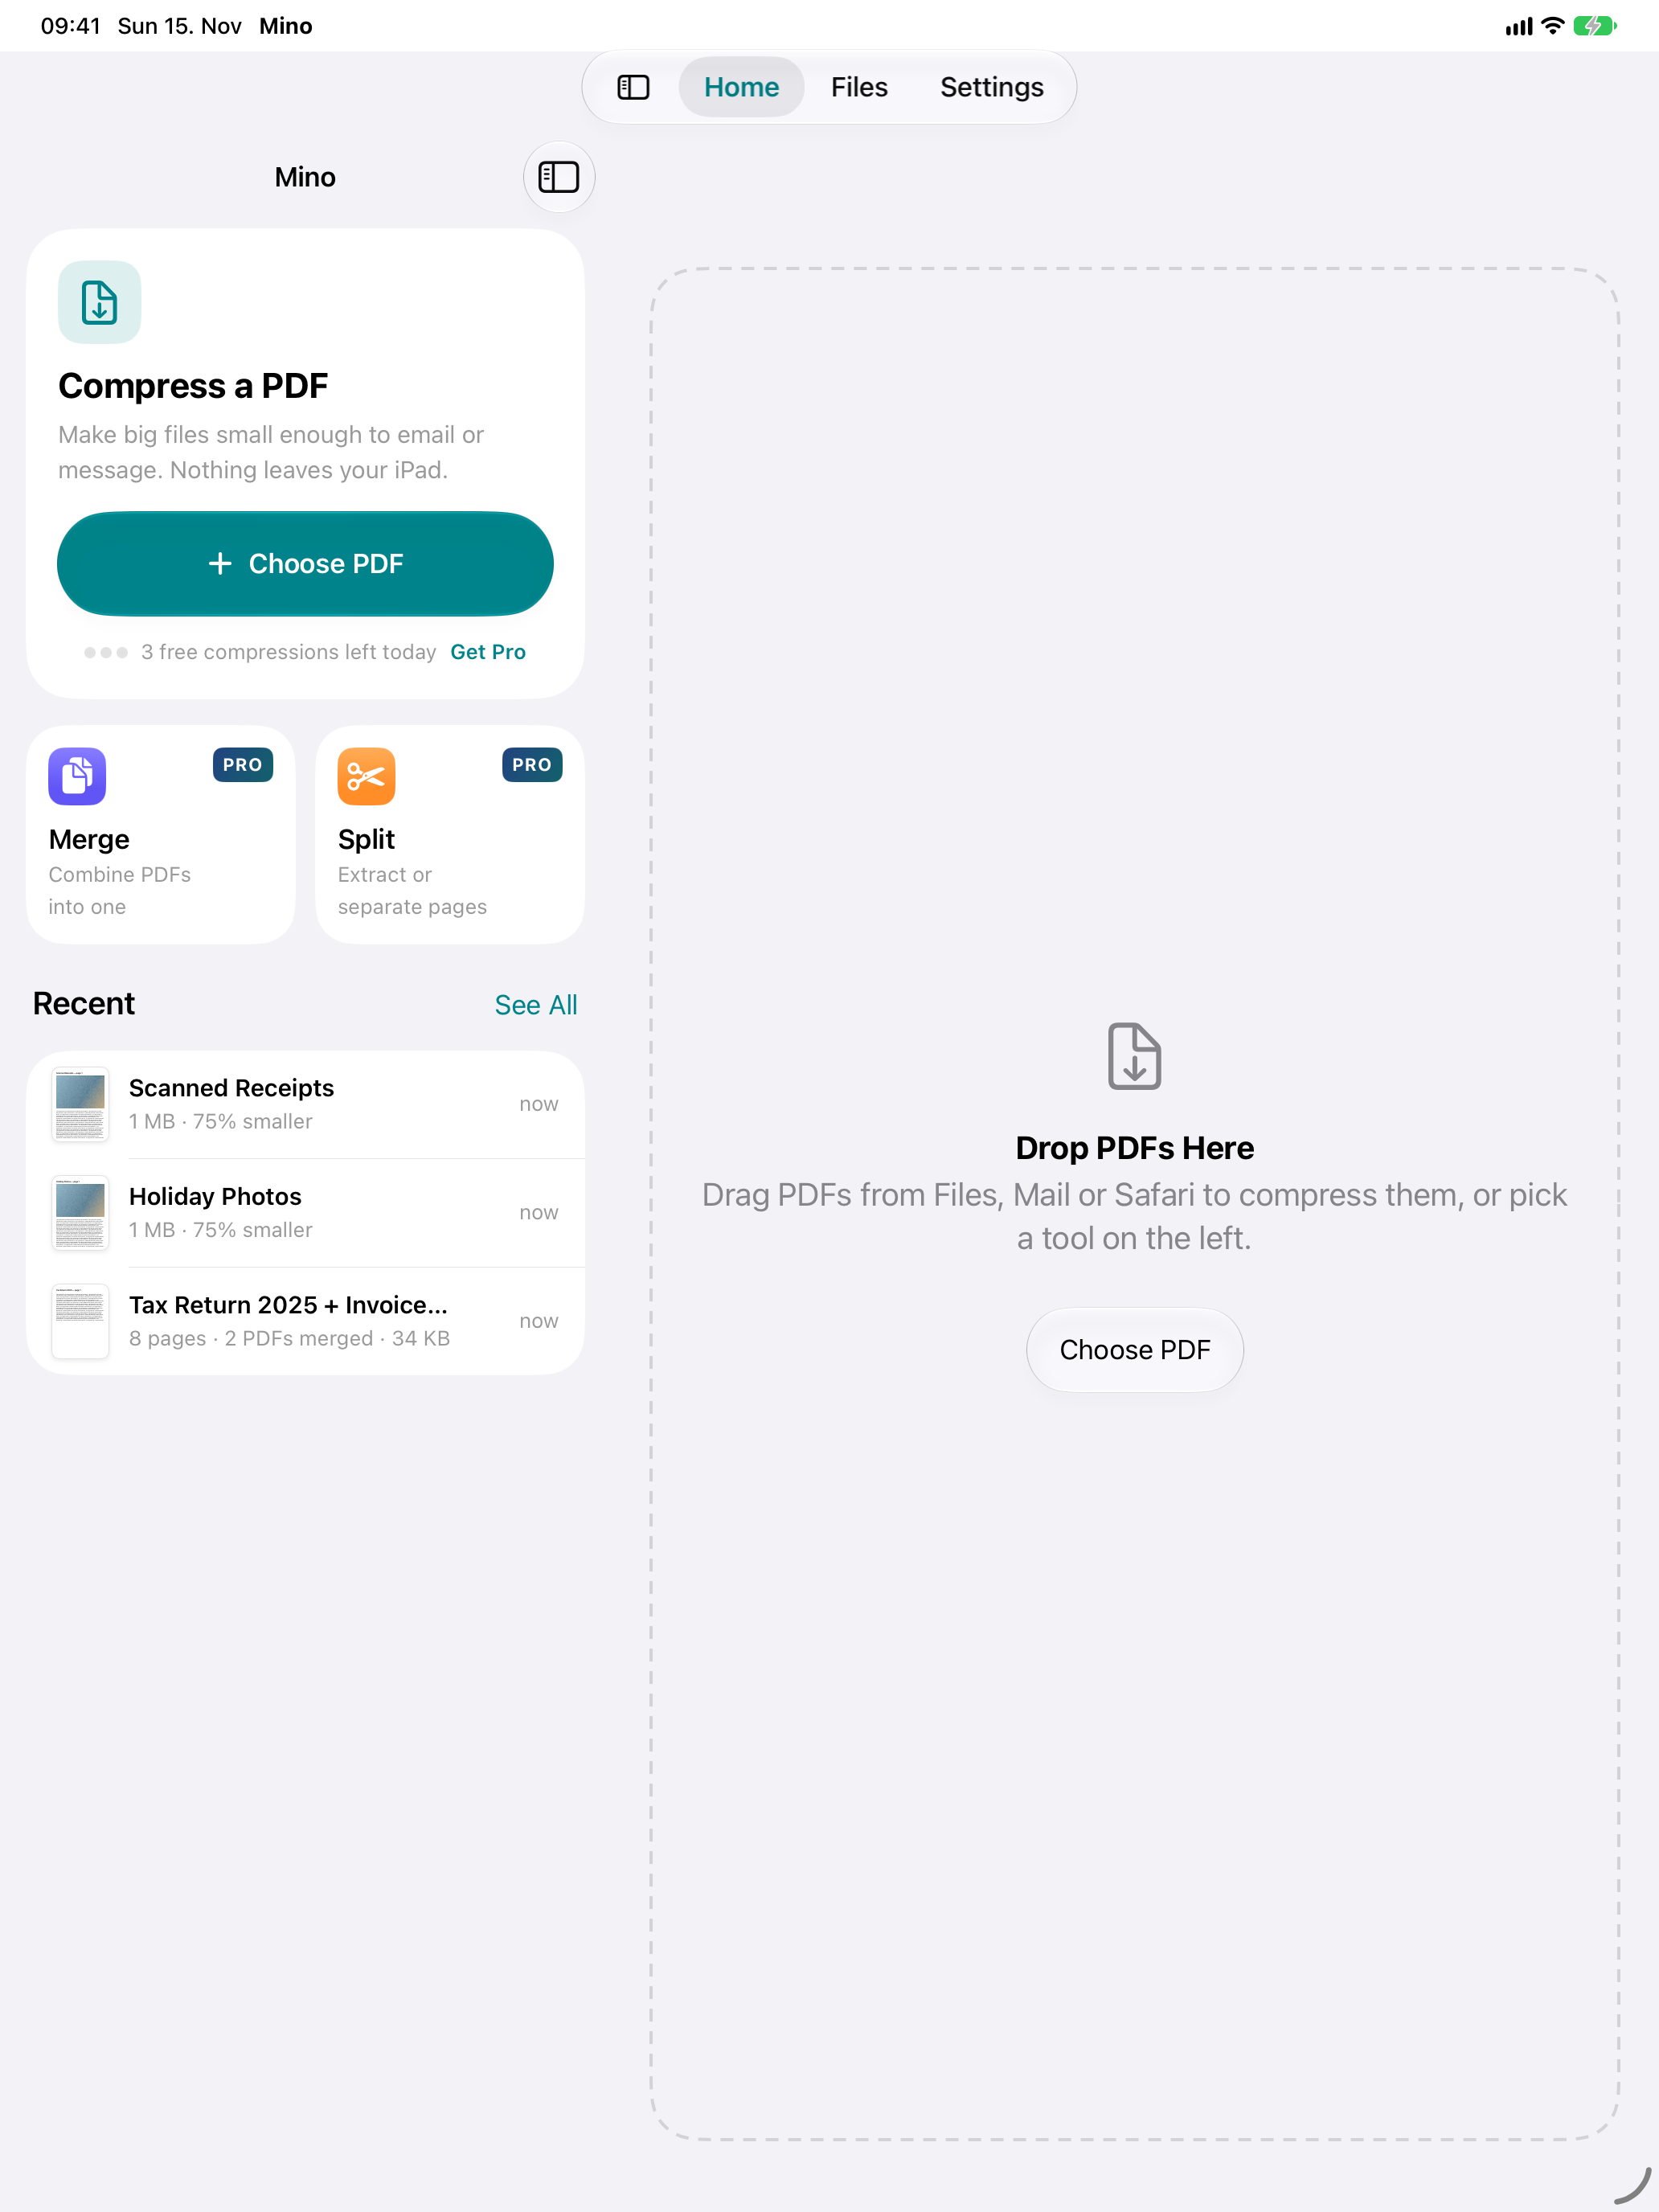 09:41 Sun 15. Nov Mino
Home Files Settings
Mino
Compress a PDF
Make big files small enough to email or
message. Nothing leaves your iPad.
+ Choose PDF
3 free compressions left today Get Pro
PRO
Merge
Combine PDFs
into one
PRO
Split
Extract or
separate pages
Recent See All
Scanned Receipts
1 MB · 75% smaller
now
Holiday Photos
1 MB · 75% smaller
now
Tax Return 2025 + Invoice...
8 pages · 2 PDFs merged · 34 KB
now
Drop PDFs Here
Drag PDFs from Files, Mail or Safari to compress them, or pick
a tool on the left.
Choose PDF